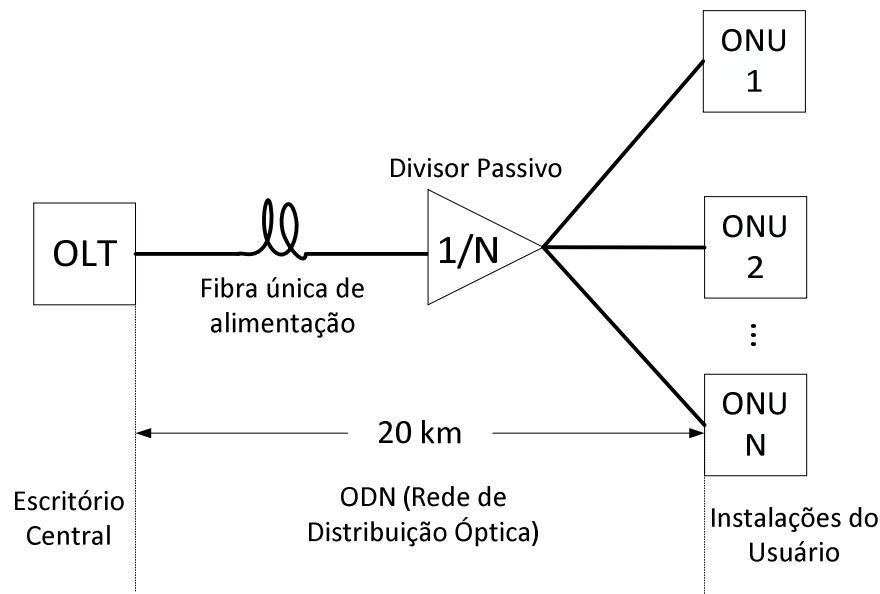 ONU
1
Divisor Passivo
OLT
1/N
ONU
2
Fibra única de
alimentação
...
ONU
N
20 km
Escritório
Central
ODN (Rede de
Distribuição Óptica)
Instalações do
Usuário